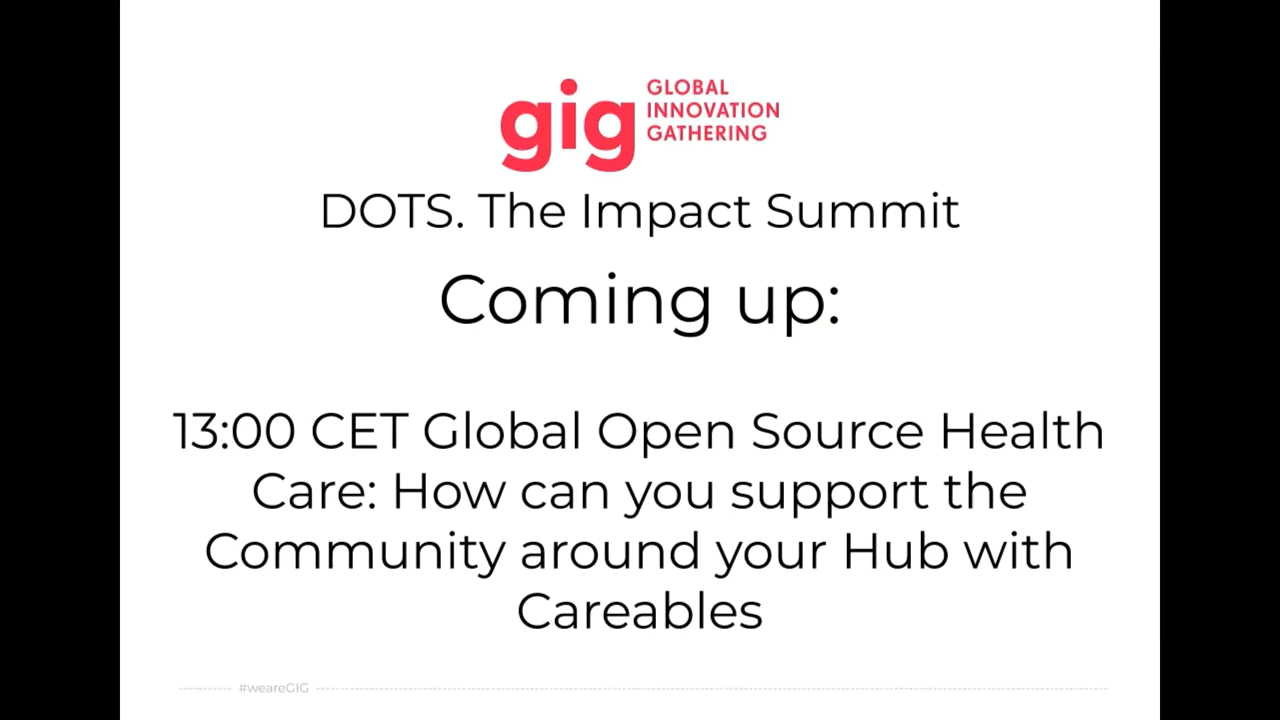 gig
GLOBAL
INNOVATION
GATHERING
DOTS. The Impact Summit
Coming up:
13:00 CET Global Open Source Health
Care: How can you support the
Community around your Hub with
Careables
#weareGIG